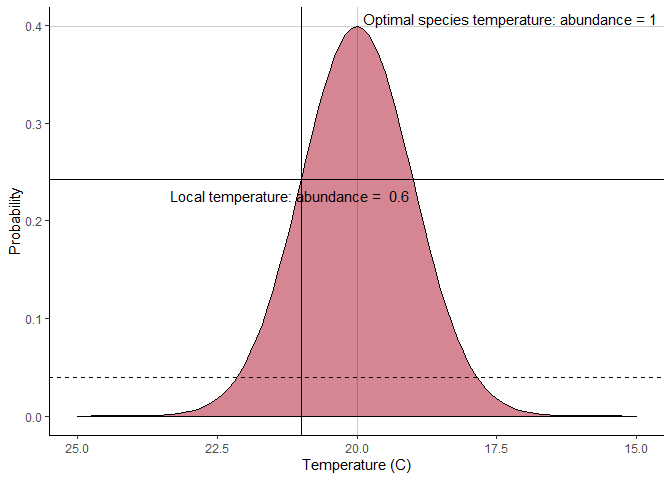 Optimal species temperature: abundance = 1
0.4
0.3
Local temperature: abundance =  0.6
0.2
0.1
0.0
Probability
25.0 22.5 20.0 17.5 15.0
Temperature (C)